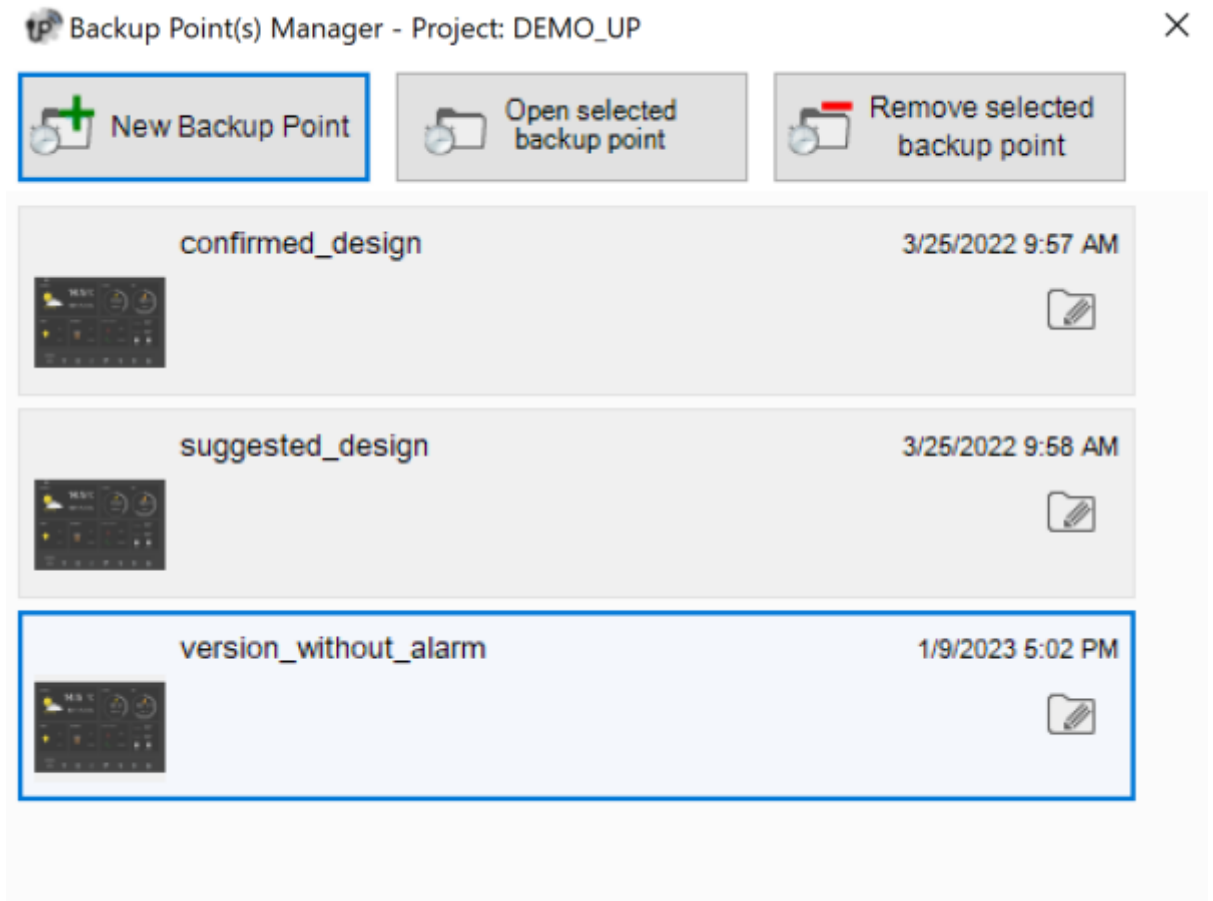 Backup Point(s) Manager - Project: DEMO_UP
New Backup Point
Open selected
backup point
Remove selected
backup point
confirmed_design
3/25/2022 9:57 AM
suggested_design
3/25/2022 9:58 AM
version_without_alarm
1/9/2023 5:02 PM